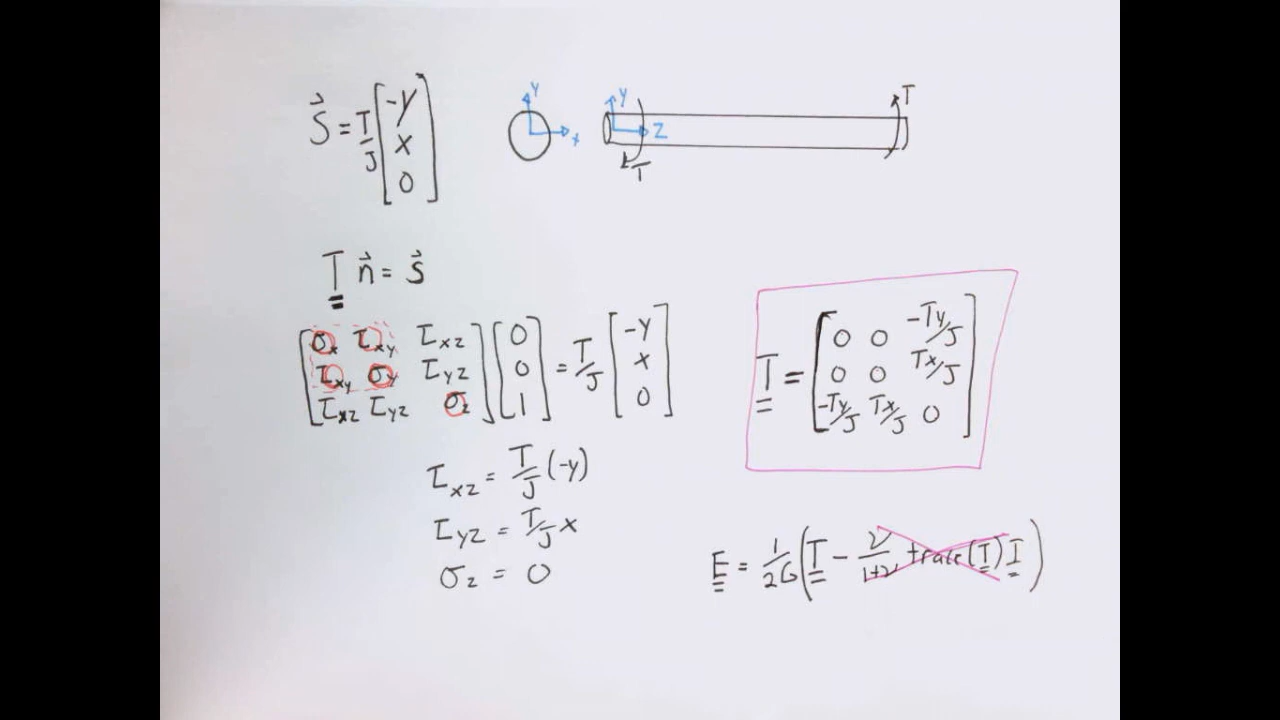 s⃗ = T/J [-y x 0]
y
x
y
z
T
T
T n⃗ = s⃗
[σx τxy τxz] [0] [-y]
[τxy σy τyz] [0] = T/J [x]
[τxz τyz σz] [1] [0]
τxz = T/J (-y)
τyz = T/J x
σz = 0
[0 0 -Ty/J]
T = [0 0 Tx/J]
[-Ty/J Tx/J 0]
E = 1/2G (T - ν/1+ν trace(T) I)